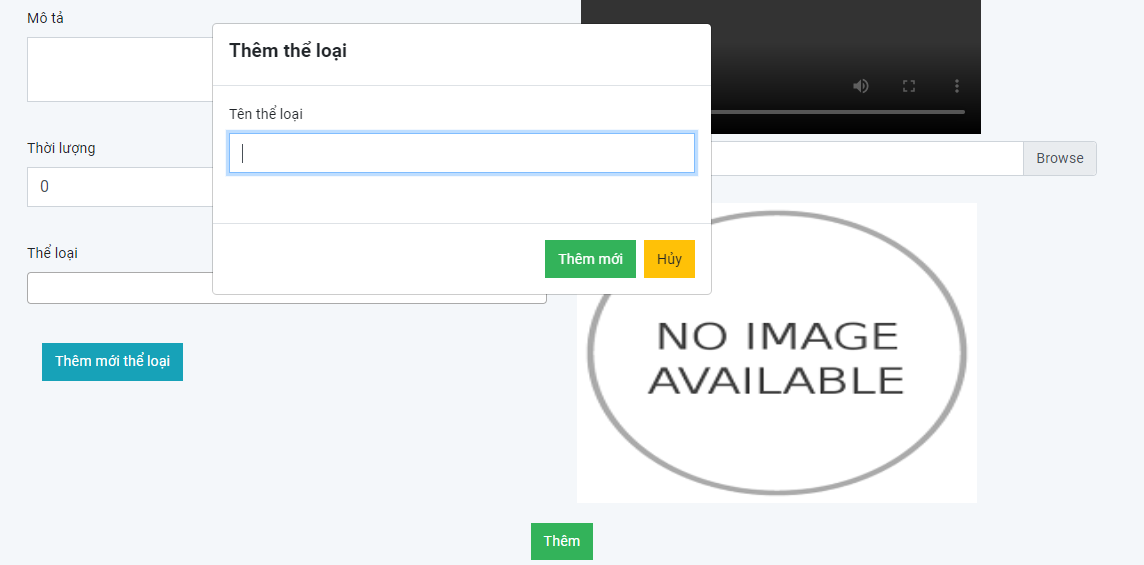 Mô tả
Thêm thể loại
Tên thể loại
Thời lượng
0
Browse
Thể loại
Thêm mới
Hủy
Thêm mới thể loại
NO IMAGE
AVAILABLE
Thêm